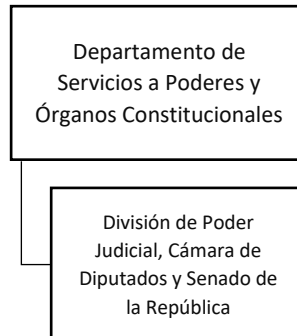 Departamento de
Servicios a Poderes y
Órganos Constitucionales
División de Poder
Judicial, Cámara de
Diputados y Senado de
la República